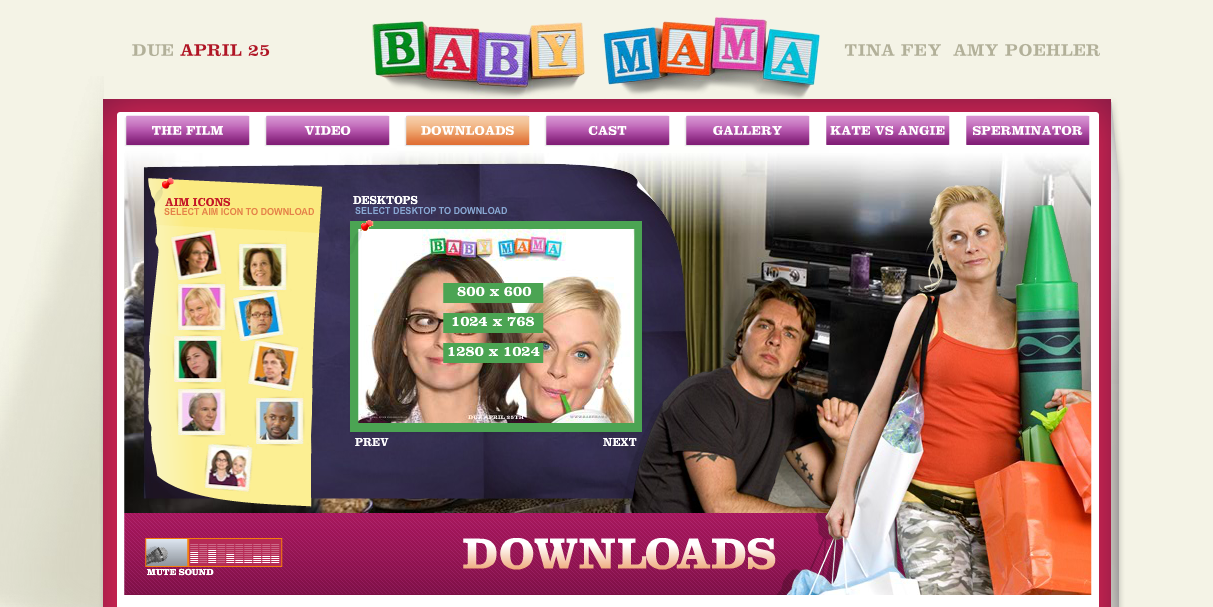 DUE APRIL 25
BABY MAMA
TINA FEY AMY POEHLER
THE FILM
VIDEO
DOWNLOADS
CAST
GALLERY
KATE VS ANGIE
SPERMINATOR
AIM ICONS
SELECT AIM ICON TO DOWNLOAD
DESKTOPS
SELECT DESKTOP TO DOWNLOAD
BABY MAMA
800 x 600
1024 x 768
1280 x 1024
DUE APRIL 25TH
PREV
NEXT
MUTE SOUND
DOWNLOADS